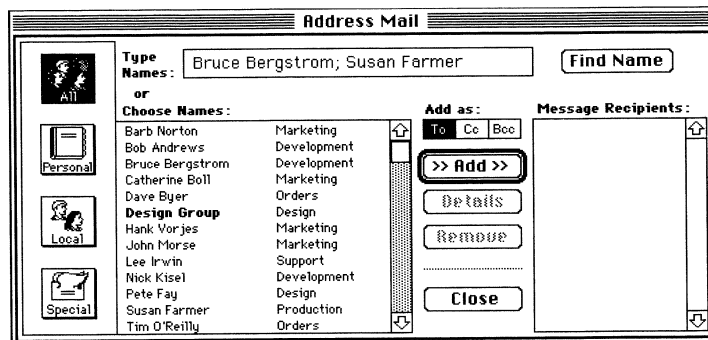 Address Mail
All
Personal
Local
Special
Type Names:
Bruce Bergstrom; Susan Farmer
Find Name
or
Choose Names:
Barb Norton Marketing
Bob Andrews Development
Bruce Bergstrom Development
Catherine Boll Marketing
Dave Byer Orders
Design Group Design
Hank Vorjes Marketing
John Morse Marketing
Lee Irwin Support
Nick Kisel Development
Pete Fay Design
Susan Farmer Production
Tim O'Reilly Orders
Add as:
To Cc Bcc
>> Add >>
Details
Remove
Close
Message Recipients: